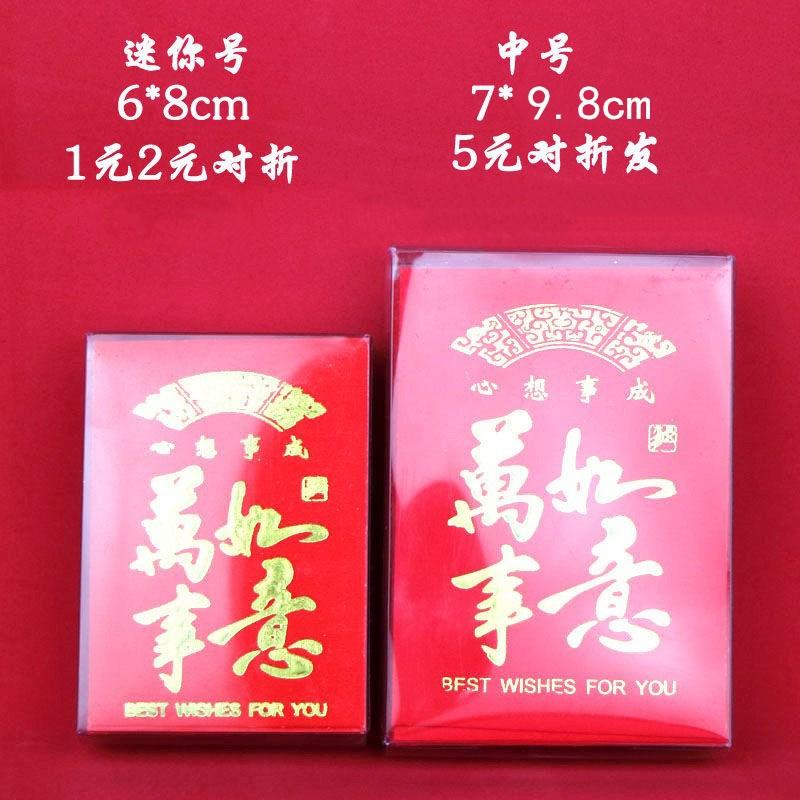 迷你号
6*8cm
1元2元对折
中号
7* 9.8cm
5元对折发
心想事成
萬如
事意
BEST WISHES FOR YOU
心想事成
萬如
事意
BEST WISHES FOR YOU